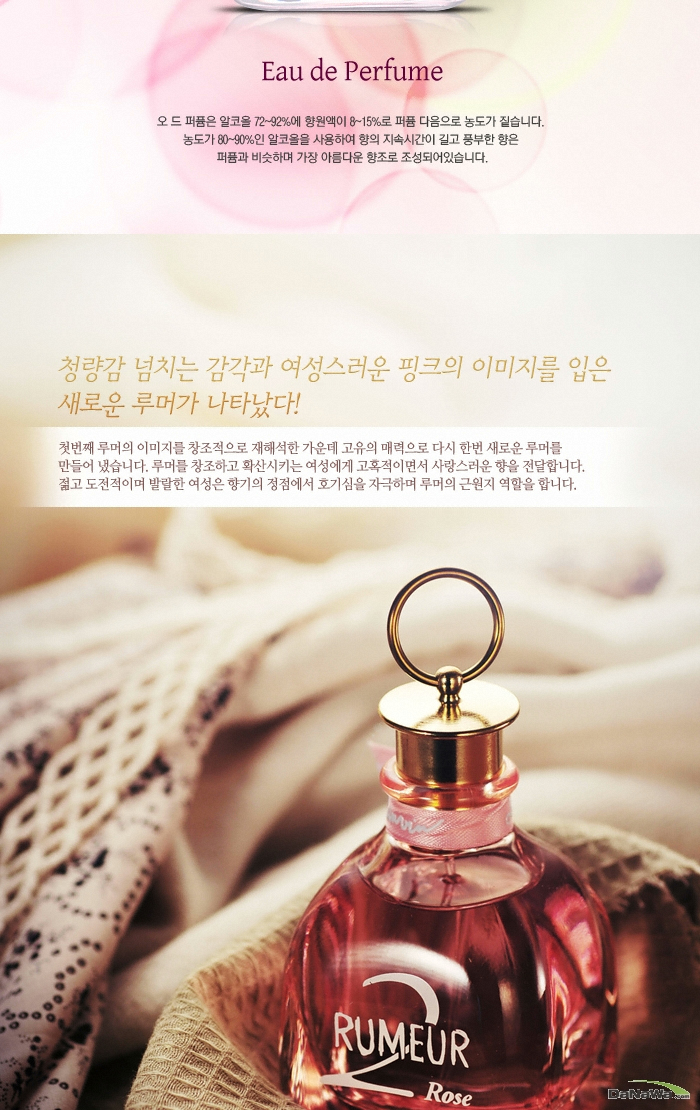 Eau de Perfume
오 드 퍼퓸은 알코올 72~92%에 향원액이 8~15%로 퍼퓸 다음으로 농도가 짙습니다.
농도가 80~90%인 알코올을 사용하여 향의 지속시간이 길고 풍부한 향은
퍼퓸과 비슷하며 가장 아름다운 향조로 조성되어있습니다.
청량감 넘치는 감각과 여성스러운 핑크의 이미지를 입은
새로운 루머가 나타났다!
첫번째 루머의 이미지를 창조적으로 재해석한 가운데 고유의 매력으로 다시 한번 새로운 루머를
만들어 냈습니다. 루머를 창조하고 확산시키는 여성에게 고혹적이면서 사랑스러운 향을 전달합니다.
젊고 도전적이며 발랄한 여성은 향기의 정점에서 호기심을 자극하며 루머의 근원지 역할을 합니다.
2
RUMEUR
Rose
DaNaWa.com